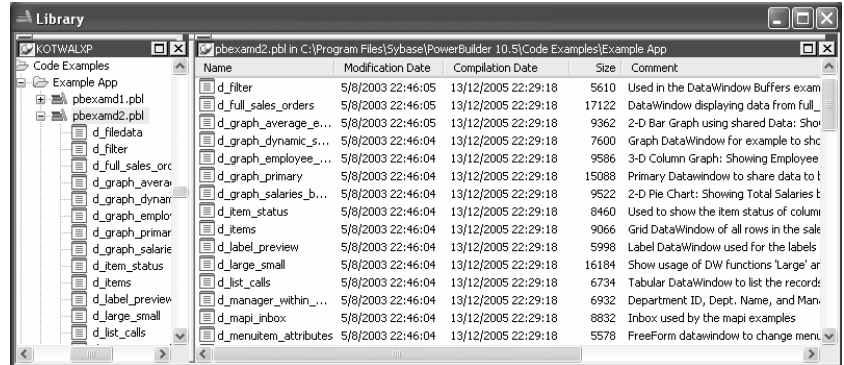 Library
KOTWALXP
Code Examples
Example App
pbexamd1.pbl
pbexamd2.pbl
d_filedata
d_filter
d_full_sales_orc
d_graph_avera
d_graph_dynam
d_graph_employ
d_graph_primar
d_graph_salarie
d_item_status
d_items
d_label_preview
d_large_small
d_list_calls
pbexamd2.pbl in C:\Program Files\Sybase\PowerBuilder 10.5\Code Examples\Example App
Name Modification Date Compilation Date Size Comment
d_filter 5/8/2003 22:46:05 13/12/2005 22:29:18 5610 Used in the DataWindow Buffers exam
d_full_sales_orders 5/8/2003 22:46:05 13/12/2005 22:29:18 17122 DataWindow displaying data from full_
d_graph_average_e... 5/8/2003 22:46:05 13/12/2005 22:29:18 9362 2-D Bar Graph using shared Data: Sho
d_graph_dynamic_s... 5/8/2003 22:46:04 13/12/2005 22:29:18 7600 Graph DataWindow for example to sho
d_graph_employee_... 5/8/2003 22:46:04 13/12/2005 22:29:18 9586 3-D Column Graph: Showing Employee
d_graph_primary 5/8/2003 22:46:04 13/12/2005 22:29:18 15088 Primary Datawindow to share data to b
d_graph_salaries_b... 5/8/2003 22:46:04 13/12/2005 22:29:18 9522 2-D Pie Chart: Showing Total Salaries b
d_item_status 5/8/2003 22:46:04 13/12/2005 22:29:18 8460 Used to show the item status of colum
d_items 5/8/2003 22:46:04 13/12/2005 22:29:18 9066 Grid DataWindow of all rows in the sale
d_label_preview 5/8/2003 22:46:04 13/12/2005 22:29:18 5998 Label DataWindow used for the labels
d_large_small 5/8/2003 22:46:04 13/12/2005 22:29:18 16184 Show usage of DW functions 'Large' ar
d_list_calls 5/8/2003 22:46:04 13/12/2005 22:29:18 6734 Tabular DataWindow to list the records
d_manager_within_... 5/8/2003 22:46:04 13/12/2005 22:29:18 6932 Department ID, Dept. Name, and Man
d_mapi_inbox 5/8/2003 22:46:04 13/12/2005 22:29:18 8832 Inbox used by the mapi examples
d_menuitem_attributes 5/8/2003 22:46:04 13/12/2005 22:29:18 5578 FreeForm datawindow to change menu